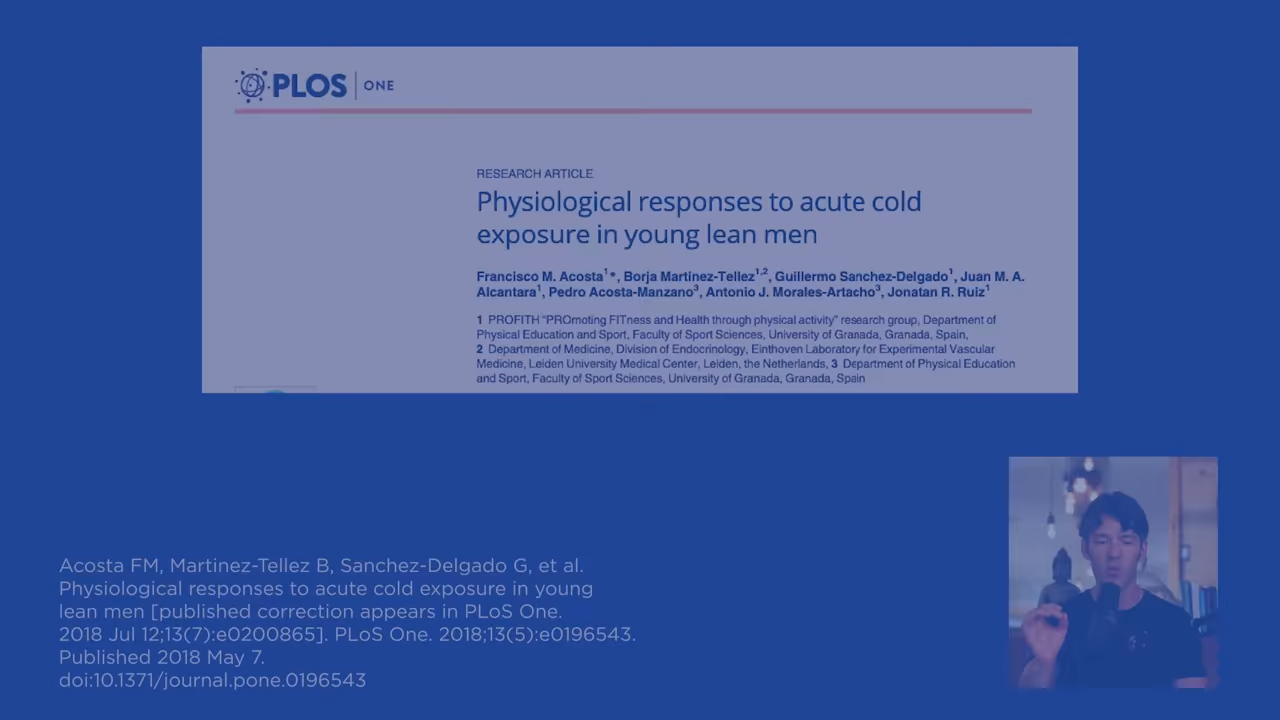 PLOS ONE
RESEARCH ARTICLE
Physiological responses to acute cold
exposure in young lean men
Francisco M. Acosta1*, Borja Martinez-Tellez1,2, Guillermo Sanchez-Delgado1, Juan M. A.
Alcantara1, Pedro Acosta-Manzano3, Antonio J. Morales-Artacho3, Jonatan R. Ruiz1
1 PROFITH "PROmoting FITness and Health through physical activity" research group, Department of
Physical Education and Sport, Faculty of Sport Sciences, University of Granada, Granada, Spain,
2 Department of Medicine, Division of Endocrinology, Einthoven Laboratory for Experimental Vascular
Medicine, Leiden University Medical Center, Leiden, the Netherlands, 3 Department of Physical Education
and Sport, Faculty of Sport Sciences, University of Granada, Granada, Spain
Acosta FM, Martinez-Tellez B, Sanchez-Delgado G, et al.
Physiological responses to acute cold exposure in young
lean men [published correction appears in PLoS One.
2018 Jul 12;13(7):e0200865]. PLoS One. 2018;13(5):e0196543.
Published 2018 May 7.
doi:10.1371/journal.pone.0196543